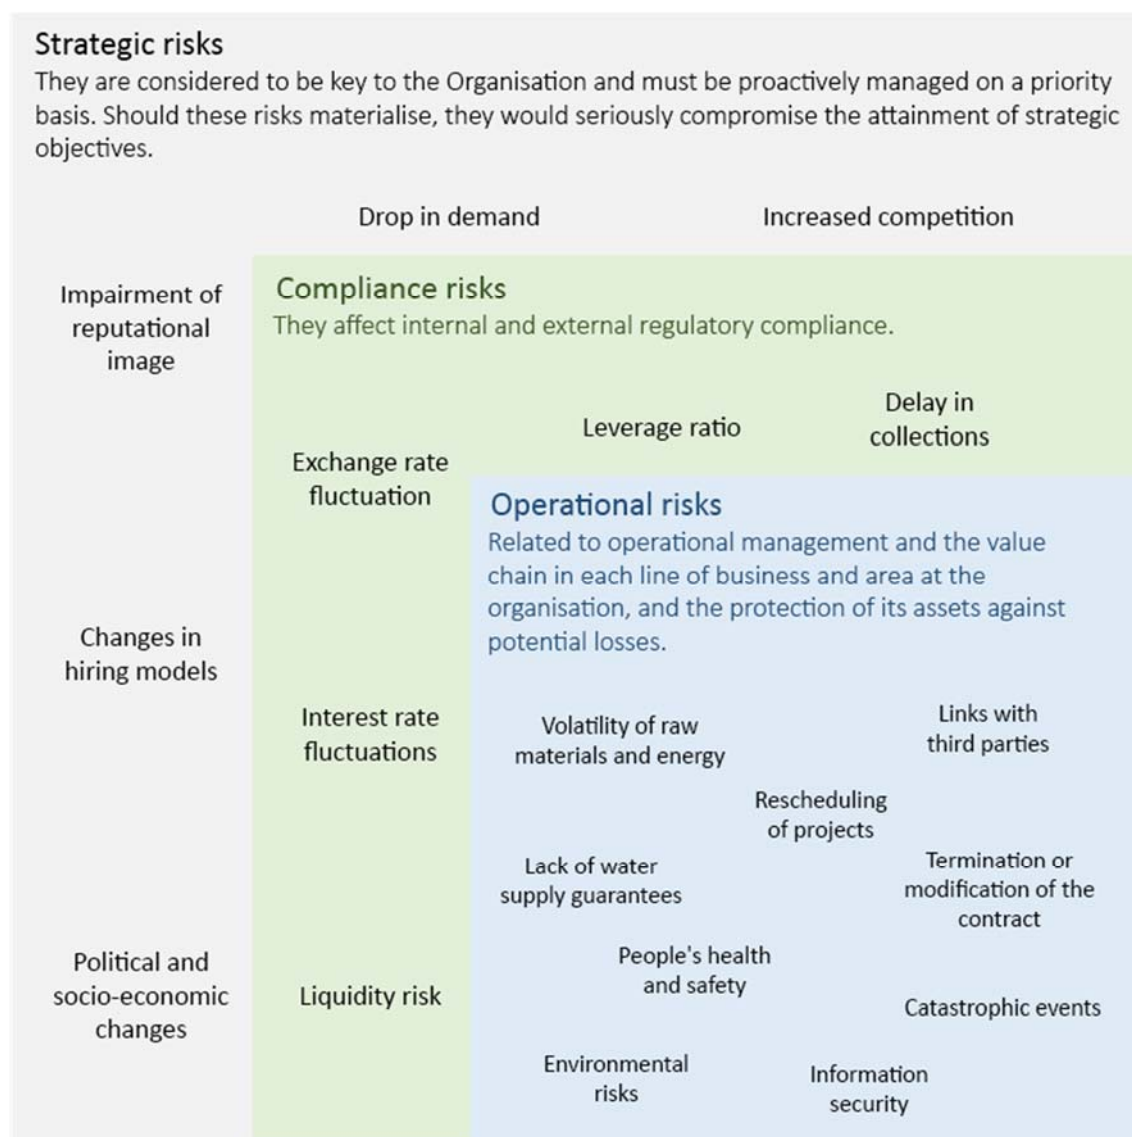 Strategic risks
They are considered to be key to the Organisation and must be proactively managed on a priority
basis. Should these risks materialise, they would seriously compromise the attainment of strategic
objectives.
Drop in demand
Increased competition
Impairment of
reputational
image
Changes in
hiring models
Political and
socio-economic
changes
Compliance risks
They affect internal and external regulatory compliance.
Leverage ratio
Delay in
collections
Exchange rate
fluctuation
Interest rate
fluctuations
Liquidity risk
Operational risks
Related to operational management and the value
chain in each line of business and area at the
organisation, and the protection of its assets against
potential losses.
Volatility of raw
materials and energy
Links with
third parties
Rescheduling
of projects
Lack of water
supply guarantees
Termination or
modification of the
contract
People's health
and safety
Catastrophic events
Environmental
risks
Information
security